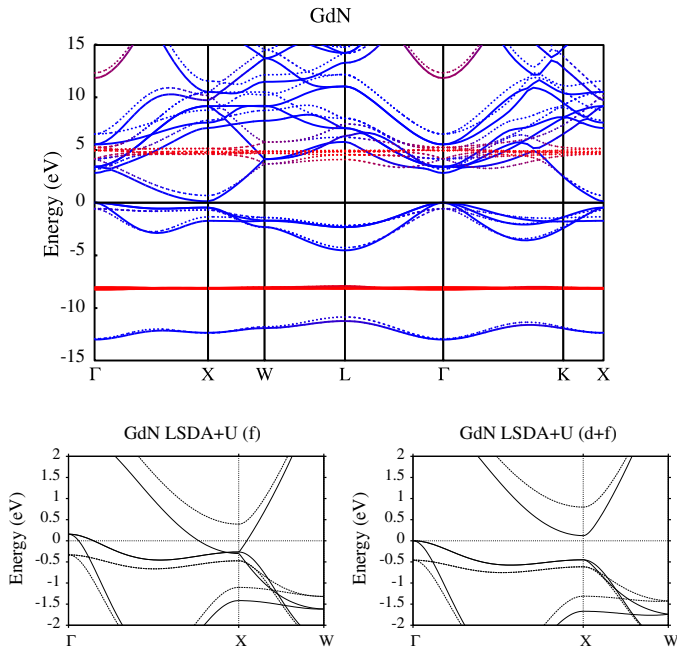 GdN
Energy (eV)
15
10
5
0
-5
-10
-15
Γ X W L Γ K X
GdN LSDA+U (f)
Energy (eV)
2
1.5
1
0.5
0
-0.5
-1
-1.5
-2
Γ X W
GdN LSDA+U (d+f)
Energy (eV)
2
1.5
1
0.5
0
-0.5
-1
-1.5
-2
Γ X W